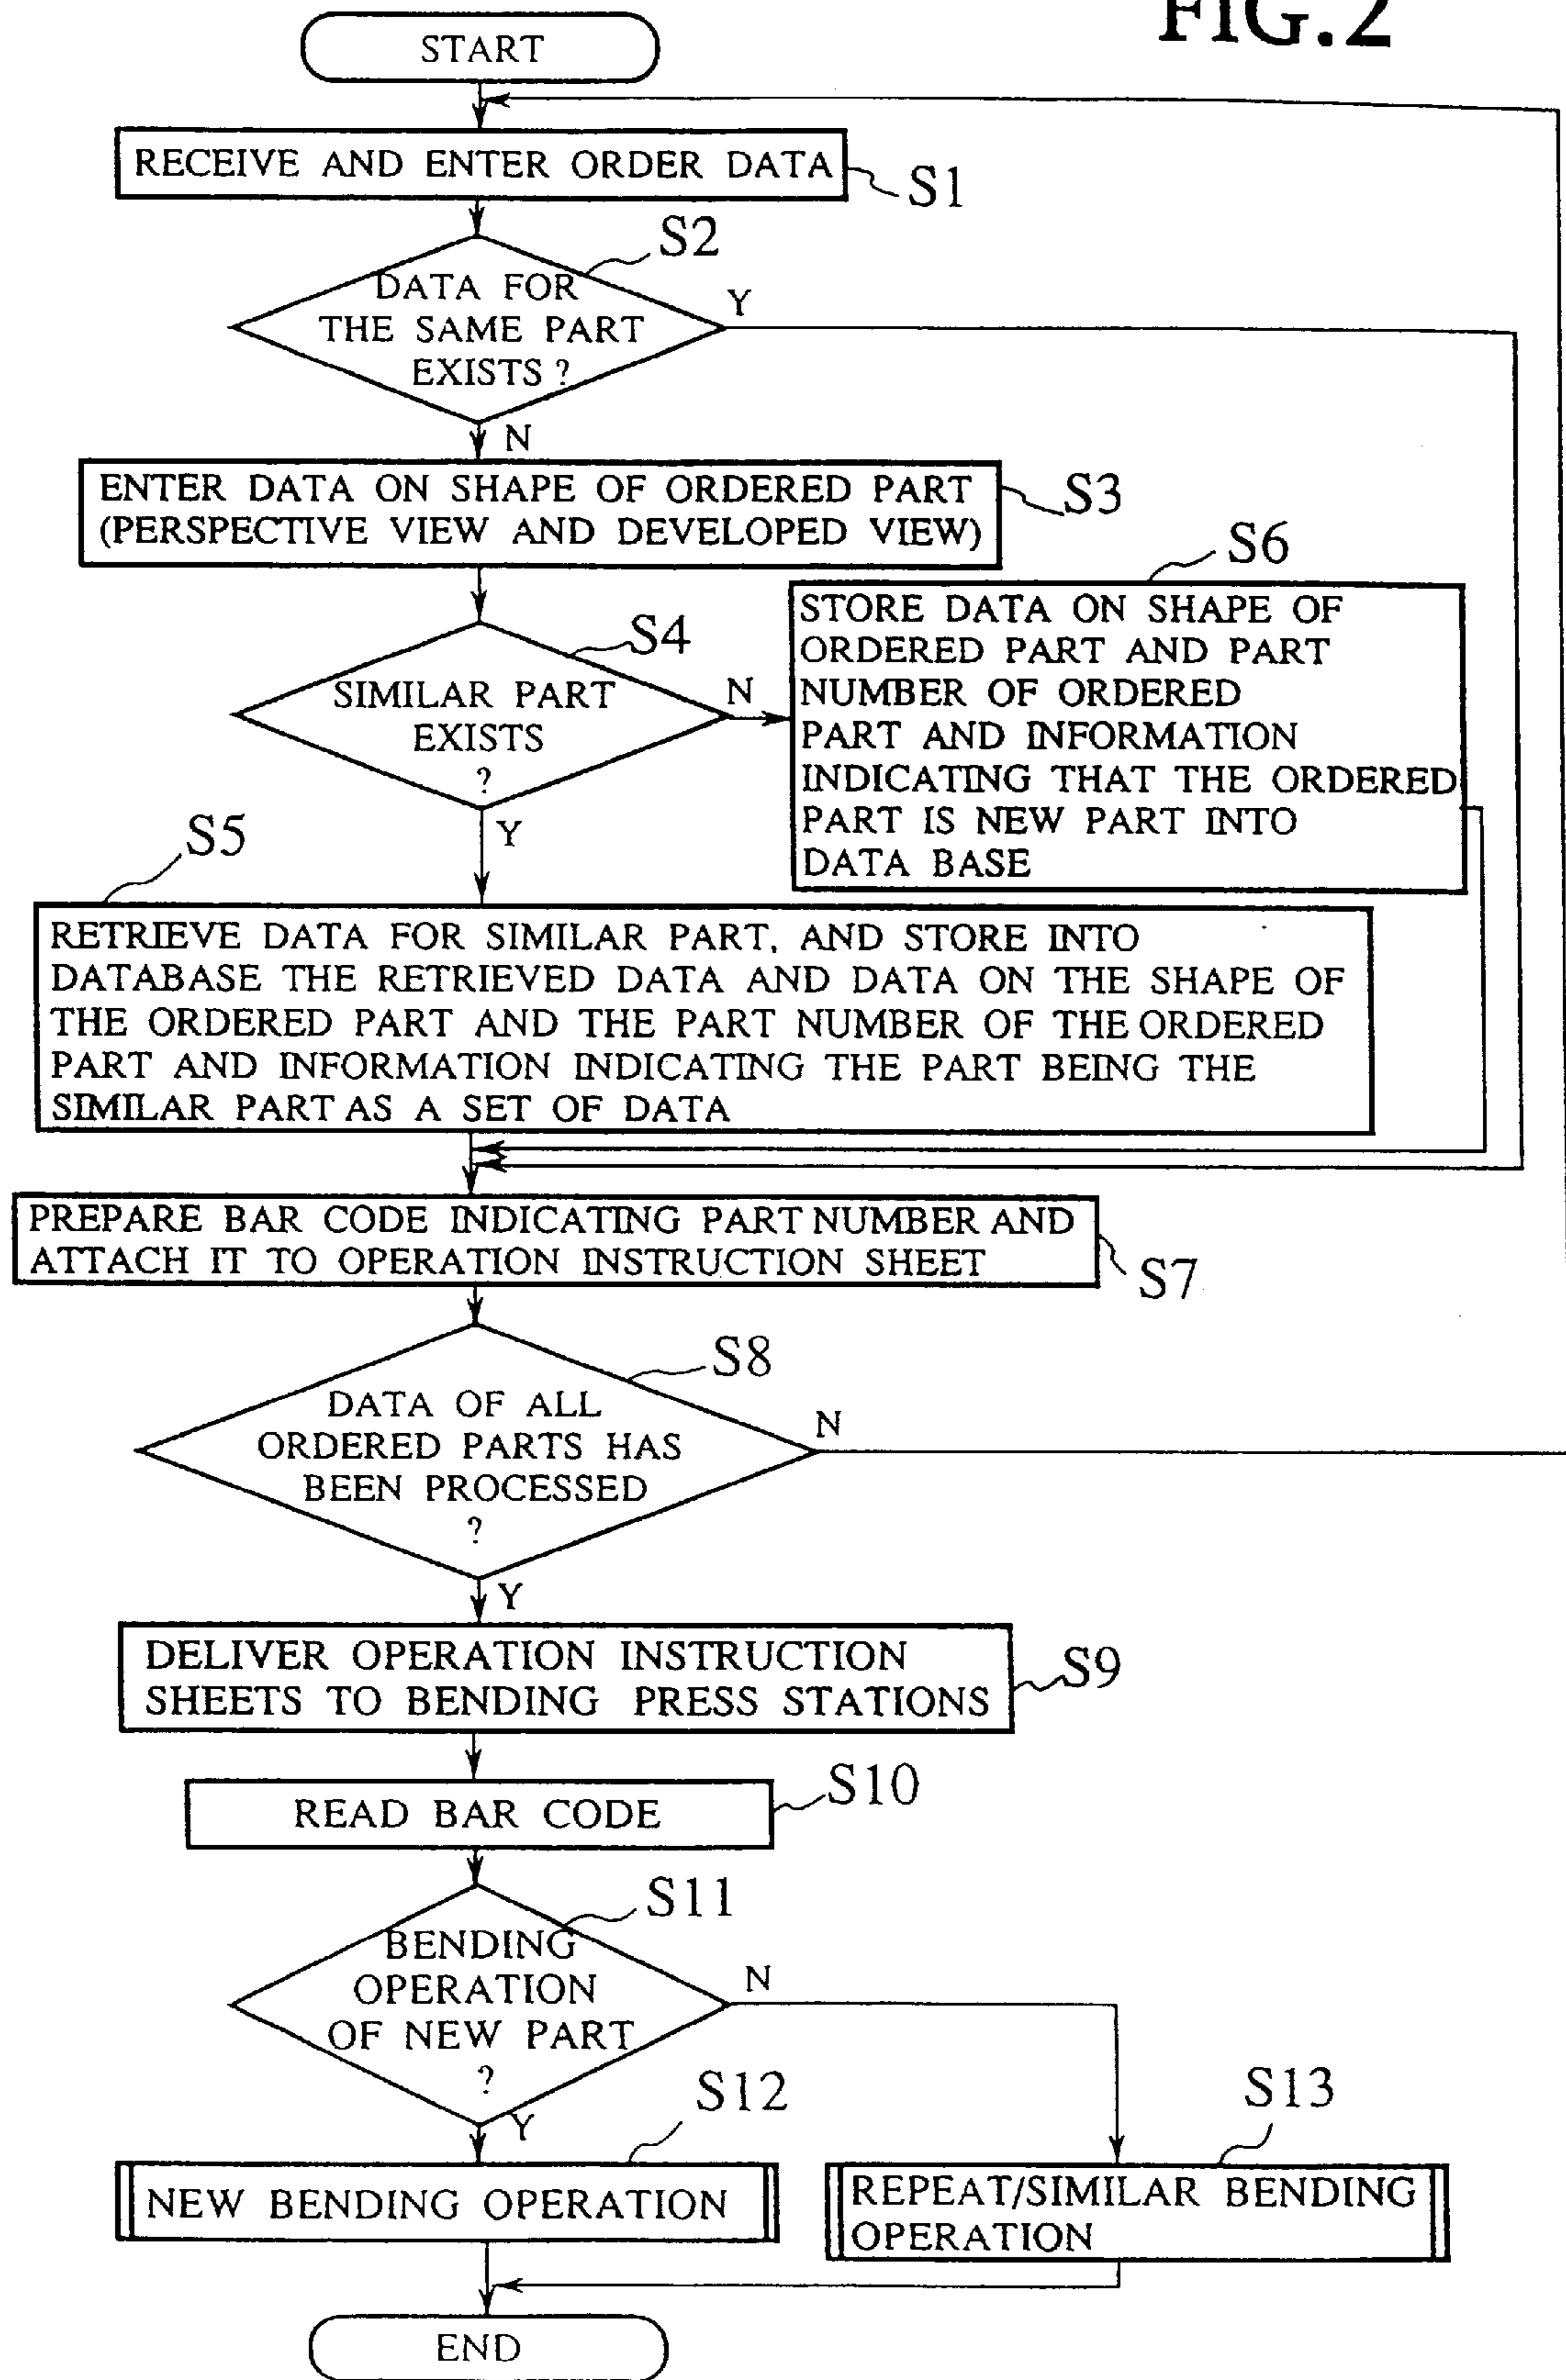 FIG.2
START
RECEIVE AND ENTER ORDER DATA
S1
S2
DATA FOR
THE SAME PART
EXISTS ?
Y
N
ENTER DATA ON SHAPE OF ORDERED PART
(PERSPECTIVE VIEW AND DEVELOPED VIEW)
S3
S4
SIMILAR PART
EXISTS
?
N
Y
S6
STORE DATA ON SHAPE OF
ORDERED PART AND PART
NUMBER OF ORDERED
PART AND INFORMATION
INDICATING THAT THE ORDERED
PART IS NEW PART INTO
DATA BASE
S5
RETRIEVE DATA FOR SIMILAR PART, AND STORE INTO
DATABASE THE RETRIEVED DATA AND DATA ON THE SHAPE OF
THE ORDERED PART AND THE PART NUMBER OF THE ORDERED
PART AND INFORMATION INDICATING THE PART BEING THE
SIMILAR PART AS A SET OF DATA
PREPARE BAR CODE INDICATING PART NUMBER AND
ATTACH IT TO OPERATION INSTRUCTION SHEET
S7
S8
DATA OF ALL
ORDERED PARTS HAS
BEEN PROCESSED
?
N
Y
DELIVER OPERATION INSTRUCTION
SHEETS TO BENDING PRESS STATIONS
S9
READ BAR CODE
S10
S11
BENDING
OPERATION
OF NEW PART
?
N
Y
S12
NEW BENDING OPERATION
S13
REPEAT/SIMILAR BENDING
OPERATION
END